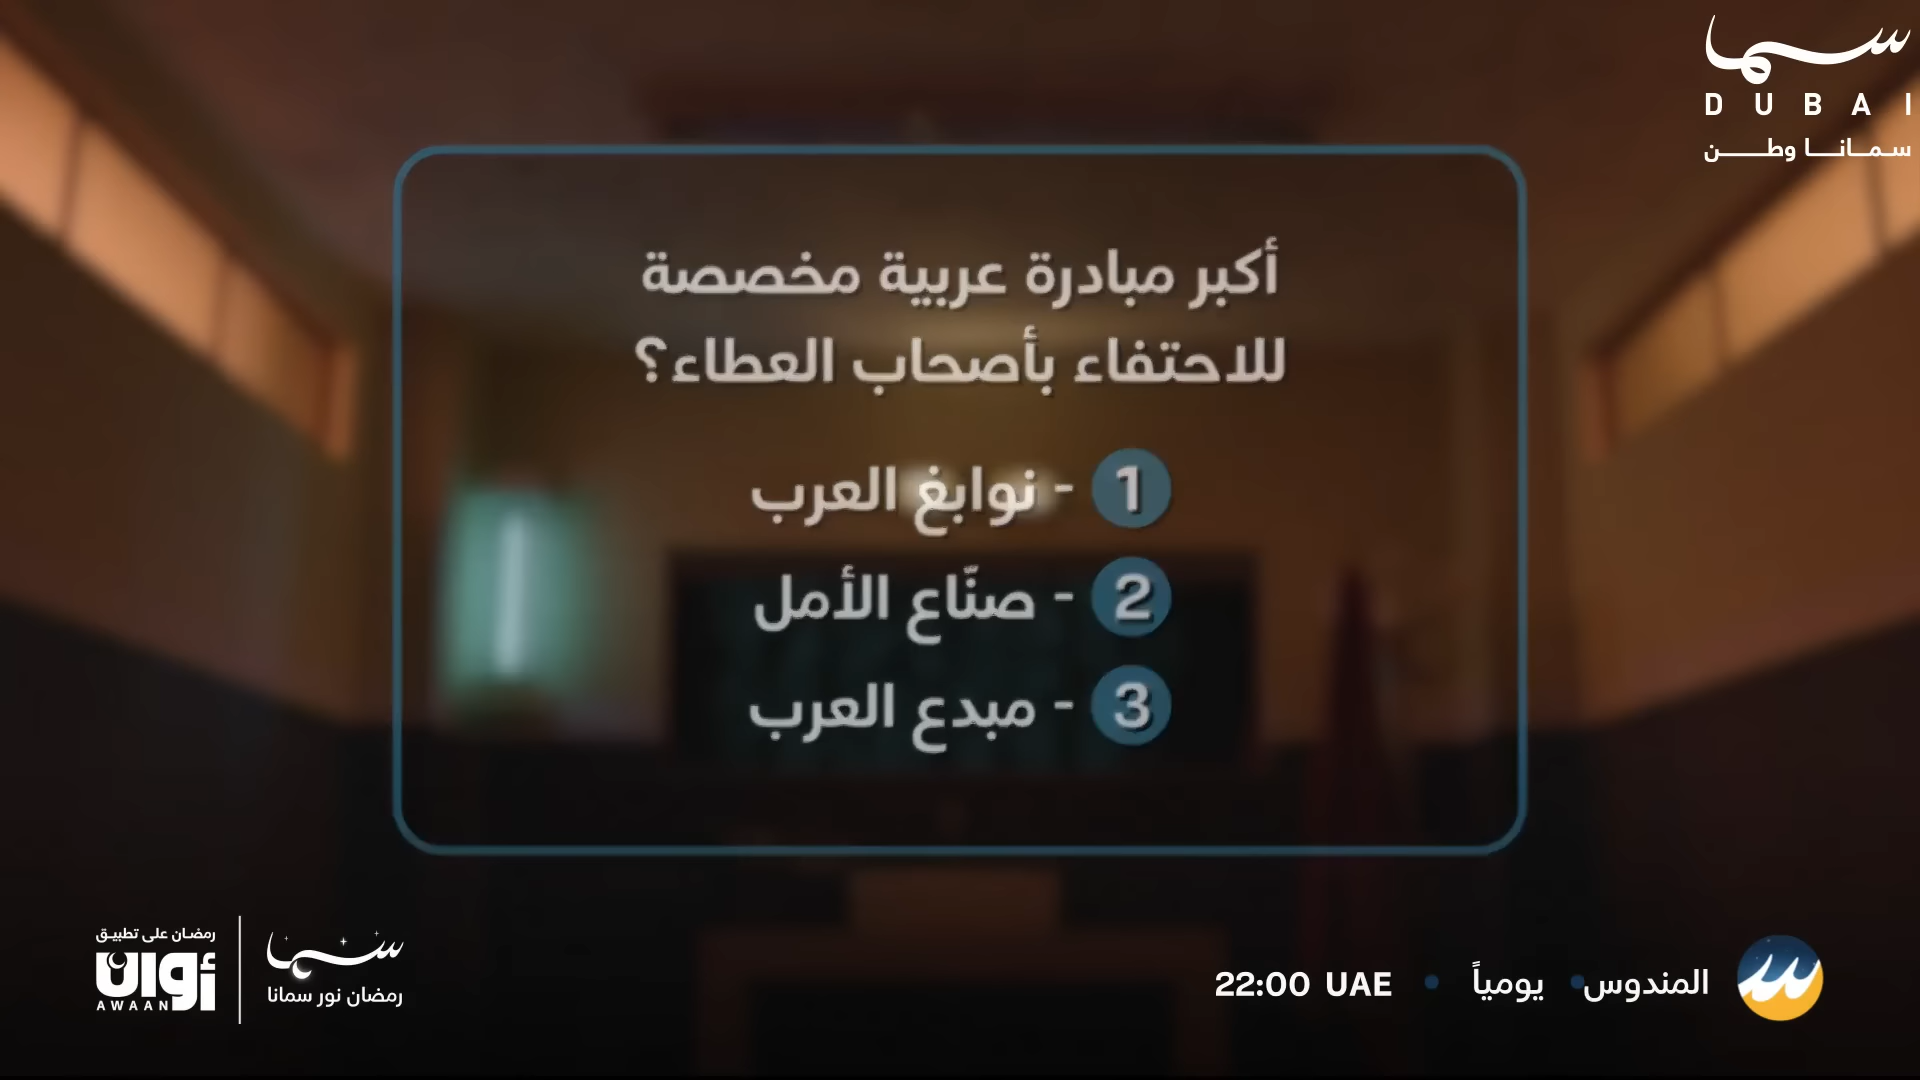 سما
DUBAI
سمانا وطن
أكبر مبادرة عربية مخصصة
للاحتفاء بأصحاب العطاء؟
1 - نوابغ العرب
2 - صنّاع الأمل
3 - مبدع العرب
المندوس • يومياً • 22:00 UAE
سما
رمضان نور سمانا
رمضان على تطبيق
أوان
AWAAN